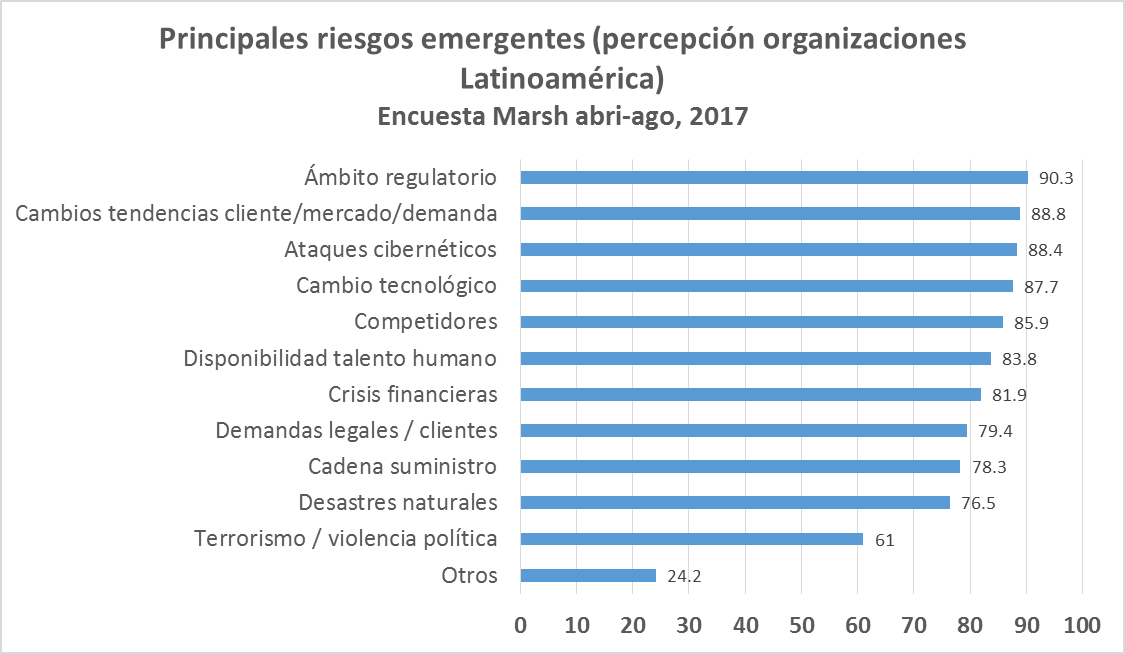 Principales riesgos emergentes (percepción organizaciones
Latinoamérica)
Encuesta Marsh abri-ago, 2017
Ámbito regulatorio 90.3
Cambios tendencias cliente/mercado/demanda 88.8
Ataques cibernéticos 88.4
Cambio tecnológico 87.7
Competidores 85.9
Disponibilidad talento humano 83.8
Crisis financieras 81.9
Demandas legales / clientes 79.4
Cadena suministro 78.3
Desastres naturales 76.5
Terrorismo / violencia política 61
Otros 24.2
0 10 20 30 40 50 60 70 80 90 100